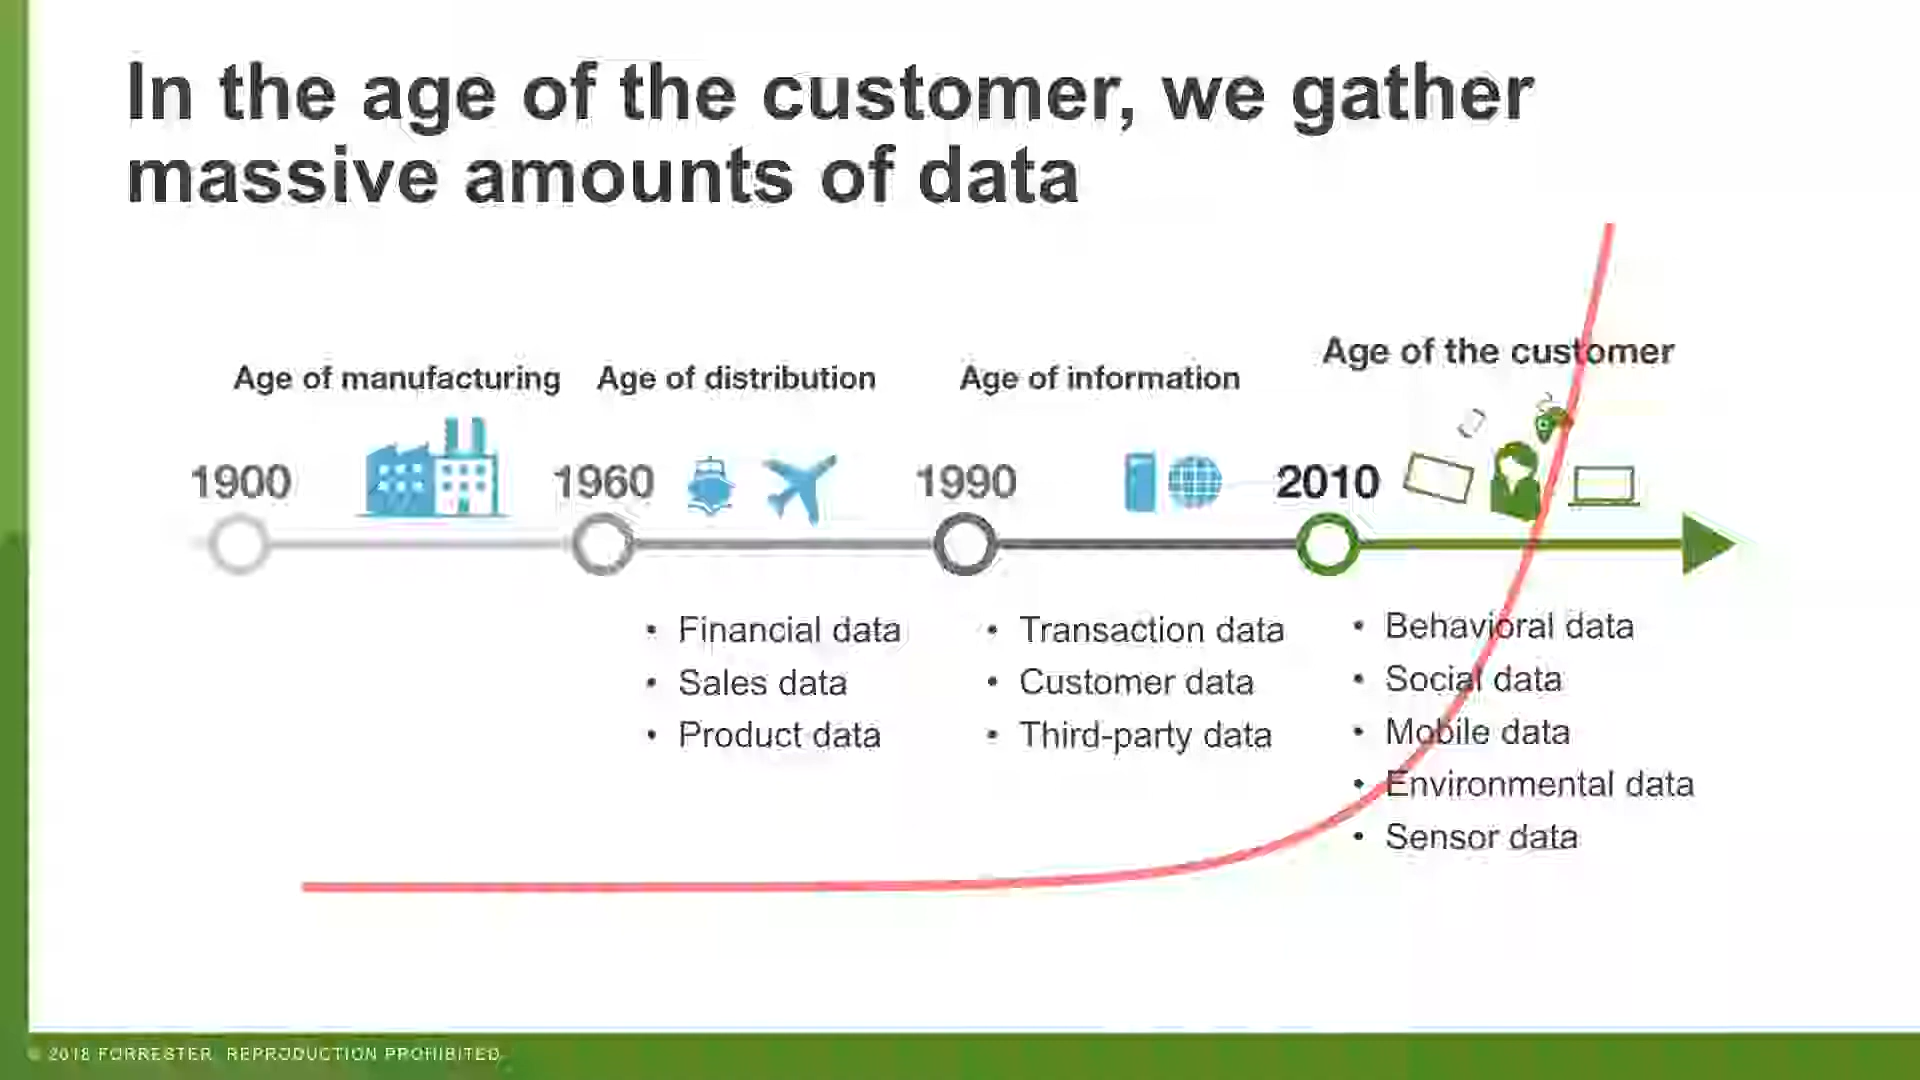 In the age of the customer, we gather
massive amounts of data
Age of manufacturing
Age of distribution
Age of information
Age of the customer
1900
1960
1990
2010
• Financial data
• Sales data
• Product data
• Transaction data
• Customer data
• Third-party data
• Behavioral data
• Social data
• Mobile data
• Environmental data
• Sensor data
© 2018 FORRESTER. REPRODUCTION PROHIBITED.